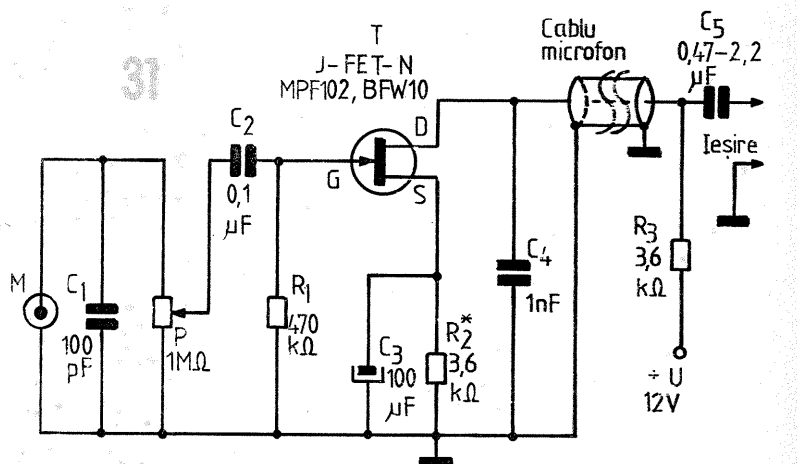 31
T
J-FET-N
MPF102, BFW10
Cablu
microfon
C5
0,47-2,2
µF
Iesire
C2
0,1
µF
D
G
S
M
C1
100
pF
P
1MΩ
R1
470
kΩ
C3
100
µF
R2*
3,6
kΩ
C4
1nF
R3
3,6
kΩ
÷ U
12V